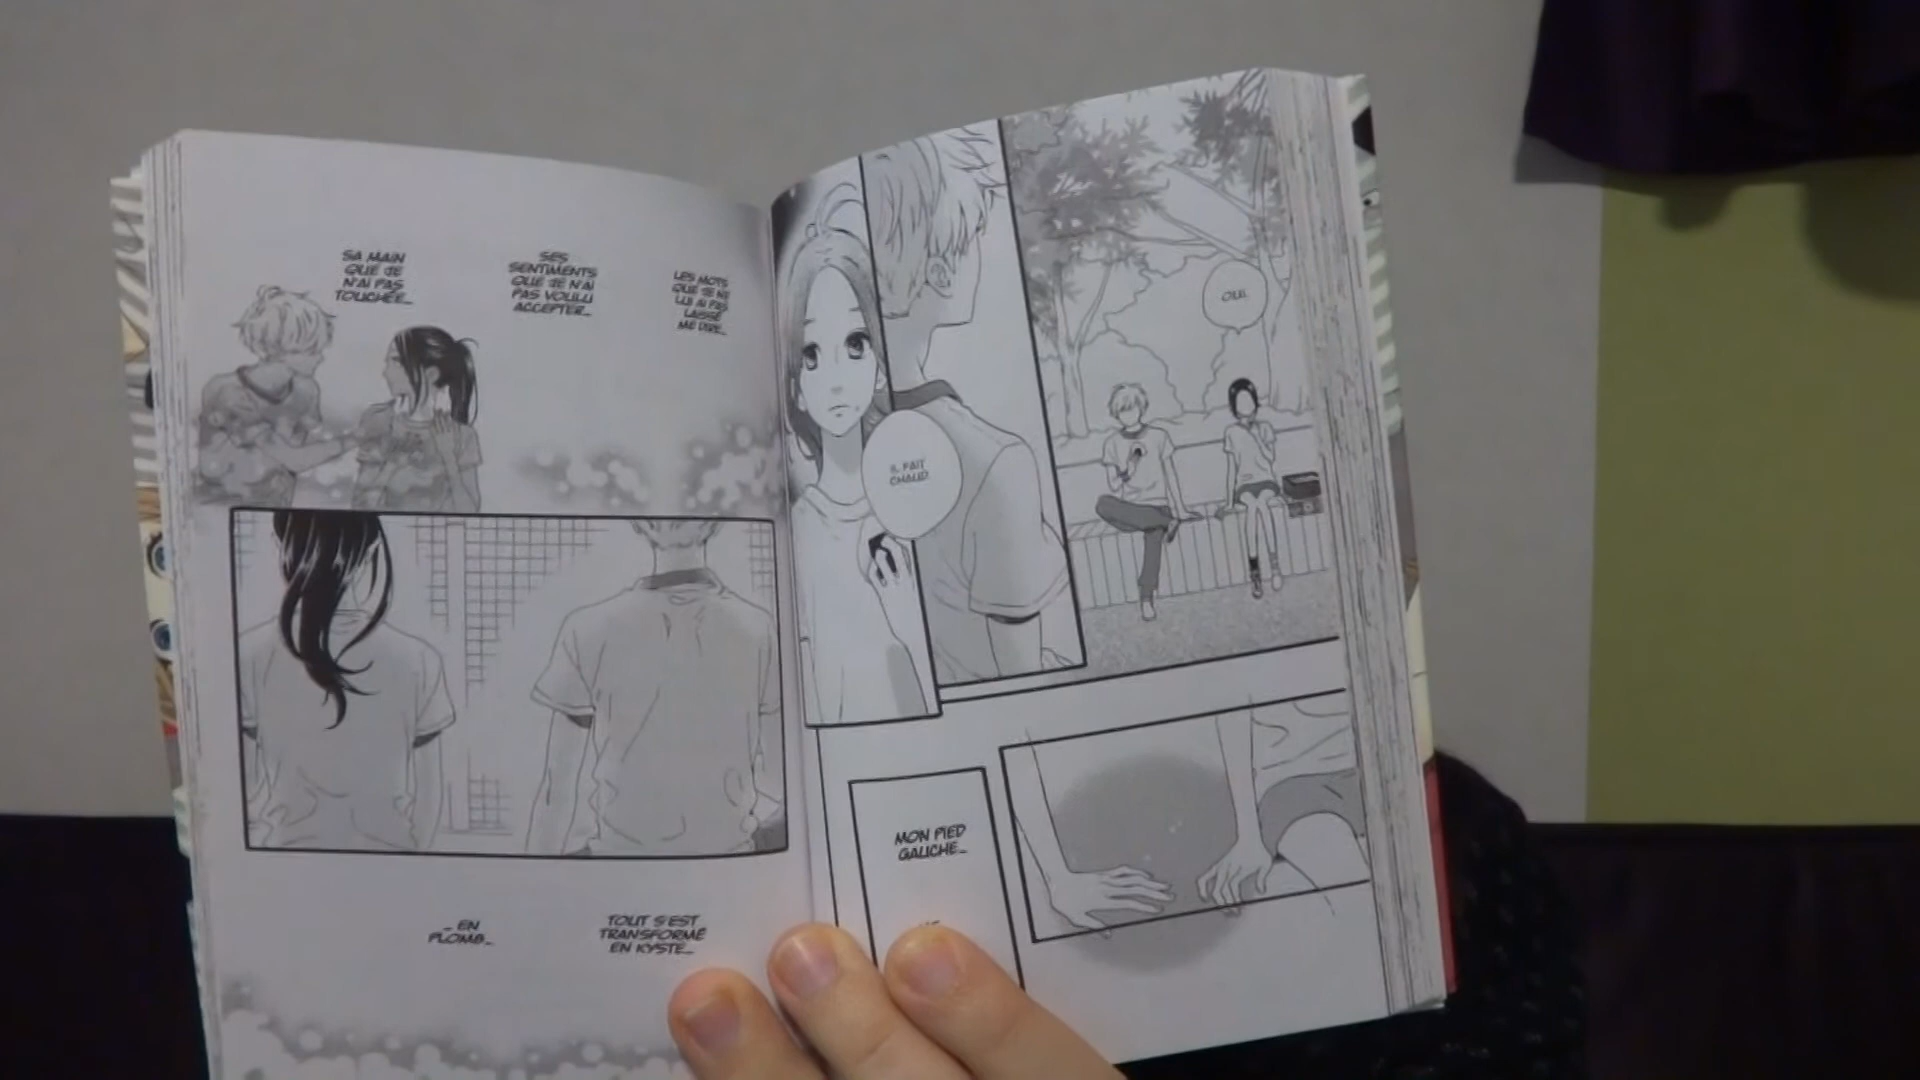 OUI.
IL FAIT
CHAUD
MON PIED
GAUCHE…
LES MOTS
QUE JE NE
LUI AI PAS
LAISSÉ
ME DIRE…
SES
SENTIMENTS
QUE JE N'AI
PAS VOULU
ACCEPTER…
SA MAIN
QUE JE
N'AI PAS
TOUCHÉE…
TOUT S'EST
TRANSFORMÉ
EN KYSTE…
… EN
PLOMB…